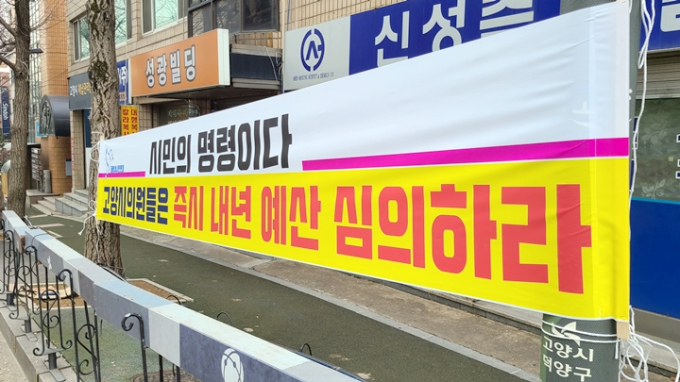 신성측
성광빌딩
시민의 명령이다
고양시의원들은 즉시 내년 예산 심의하라
고양시
덕양구